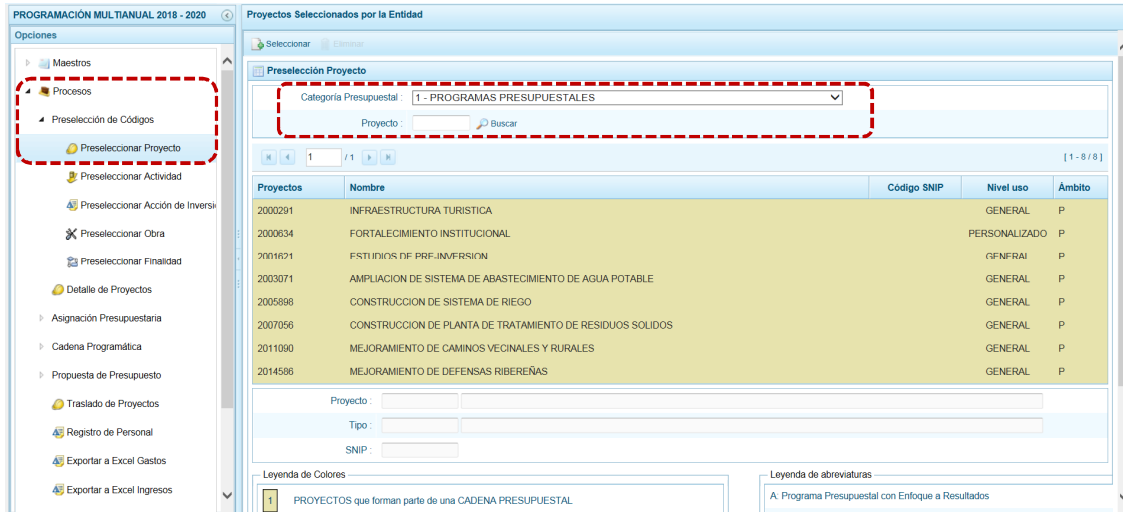 PROGRAMACIÓN MULTIANUAL 2018 - 2020
Opciones
Maestros
Procesos
Preselección de Códigos
Preseleccionar Proyecto
Preseleccionar Actividad
Preseleccionar Acción de Inversi
Preseleccionar Obra
Preseleccionar Finalidad
Detalle de Proyectos
Asignación Presupuestaria
Cadena Programática
Propuesta de Presupuesto
Traslado de Proyectos
Registro de Personal
Exportar a Excel Gastos
Exportar a Excel Ingresos
Proyectos Seleccionados por la Entidad
Seleccionar Eliminar
Preselección Proyecto
Categoría Presupuestal : 1 - PROGRAMAS PRESUPUESTALES
Proyecto : Buscar
1 / 1 [ 1 - 8 / 8 ]
Proyectos Nombre Código SNIP Nivel uso Ámbito
2000291 INFRAESTRUCTURA TURISTICA GENERAL P
2000634 FORTALECIMIENTO INSTITUCIONAL PERSONALIZADO P
2001621 ESTUDIOS DE PRE-INVERSION GENERAL P
2003071 AMPLIACION DE SISTEMA DE ABASTECIMIENTO DE AGUA POTABLE GENERAL P
2005898 CONSTRUCCION DE SISTEMA DE RIEGO GENERAL P
2007056 CONSTRUCCION DE PLANTA DE TRATAMIENTO DE RESIDUOS SOLIDOS GENERAL P
2011090 MEJORAMIENTO DE CAMINOS VECINALES Y RURALES GENERAL P
2014586 MEJORAMIENTO DE DEFENSAS RIBEREÑAS GENERAL P
Proyecto :
Tipo :
SNIP :
Leyenda de Colores
1 PROYECTOS que forman parte de una CADENA PRESUPUESTAL
Leyenda de abreviaturas
A: Programa Presupuestal con Enfoque a Resultados